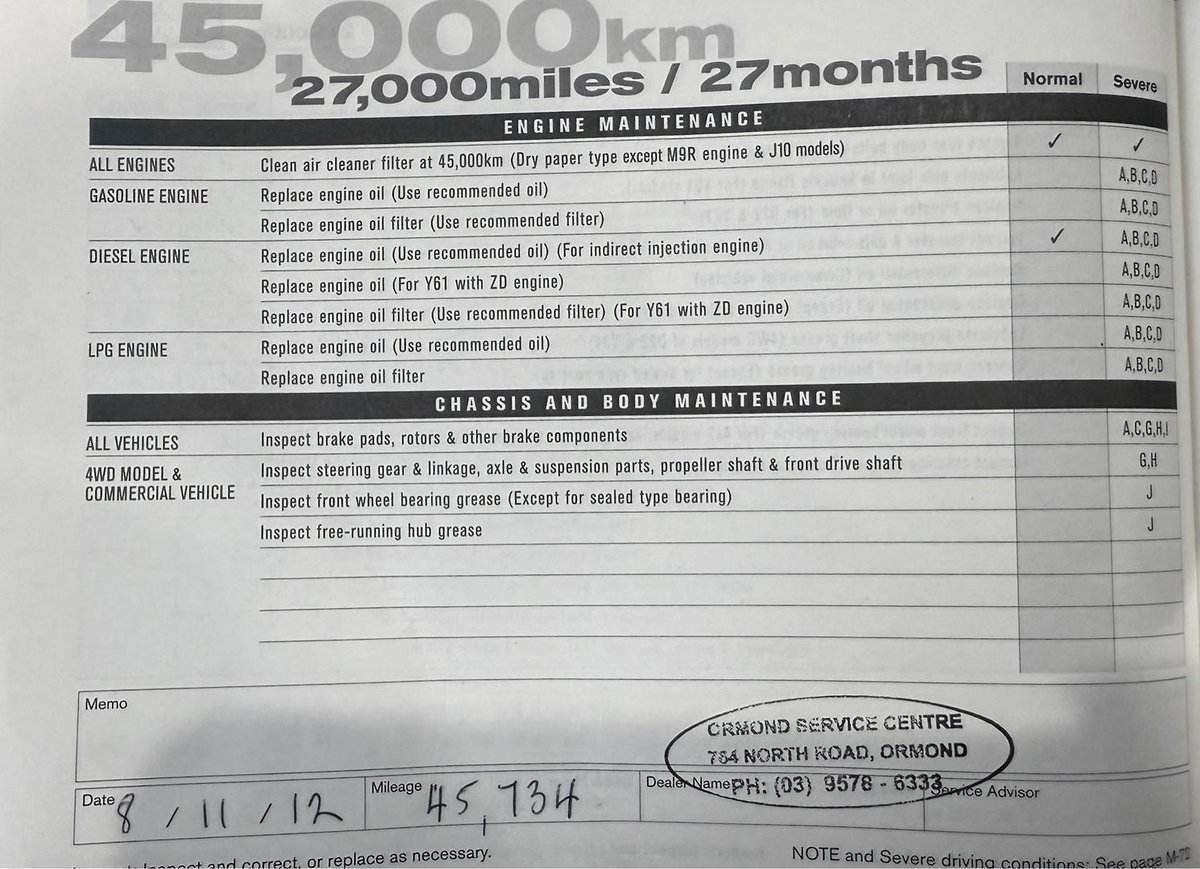 45,000km
27,000miles / 27months
Normal Severe
ENGINE MAINTENANCE
ALL ENGINES Clean air cleaner filter at 45,000km (Dry paper type except M9R engine & J10 models) ✓ ✓
GASOLINE ENGINE Replace engine oil (Use recommended oil) A,B,C,D
Replace engine oil filter (Use recommended filter) A,B,C,D
DIESEL ENGINE Replace engine oil (Use recommended oil) (For indirect injection engine) ✓ A,B,C,D
Replace engine oil (For Y61 with ZD engine) A,B,C,D
Replace engine oil filter (Use recommended filter) (For Y61 with ZD engine) A,B,C,D
LPG ENGINE Replace engine oil (Use recommended oil) A,B,C,D
Replace engine oil filter A,B,C,D
CHASSIS AND BODY MAINTENANCE
ALL VEHICLES Inspect brake pads, rotors & other brake components A,C,G,H,I
4WD MODEL & Inspect steering gear & linkage, axle & suspension parts, propeller shaft & front drive shaft G,H
COMMERCIAL VEHICLE Inspect front wheel bearing grease (Except for sealed type bearing) J
Inspect free-running hub grease J
Memo
ORMOND SERVICE CENTRE
764 NORTH ROAD, ORMOND
PH: (03) 9578 - 6333
Date 8 / 11 / 12 Mileage 45,734 Dealer Name Service Advisor
Inspect and correct, or replace as necessary.
NOTE and Severe driving conditions: See page